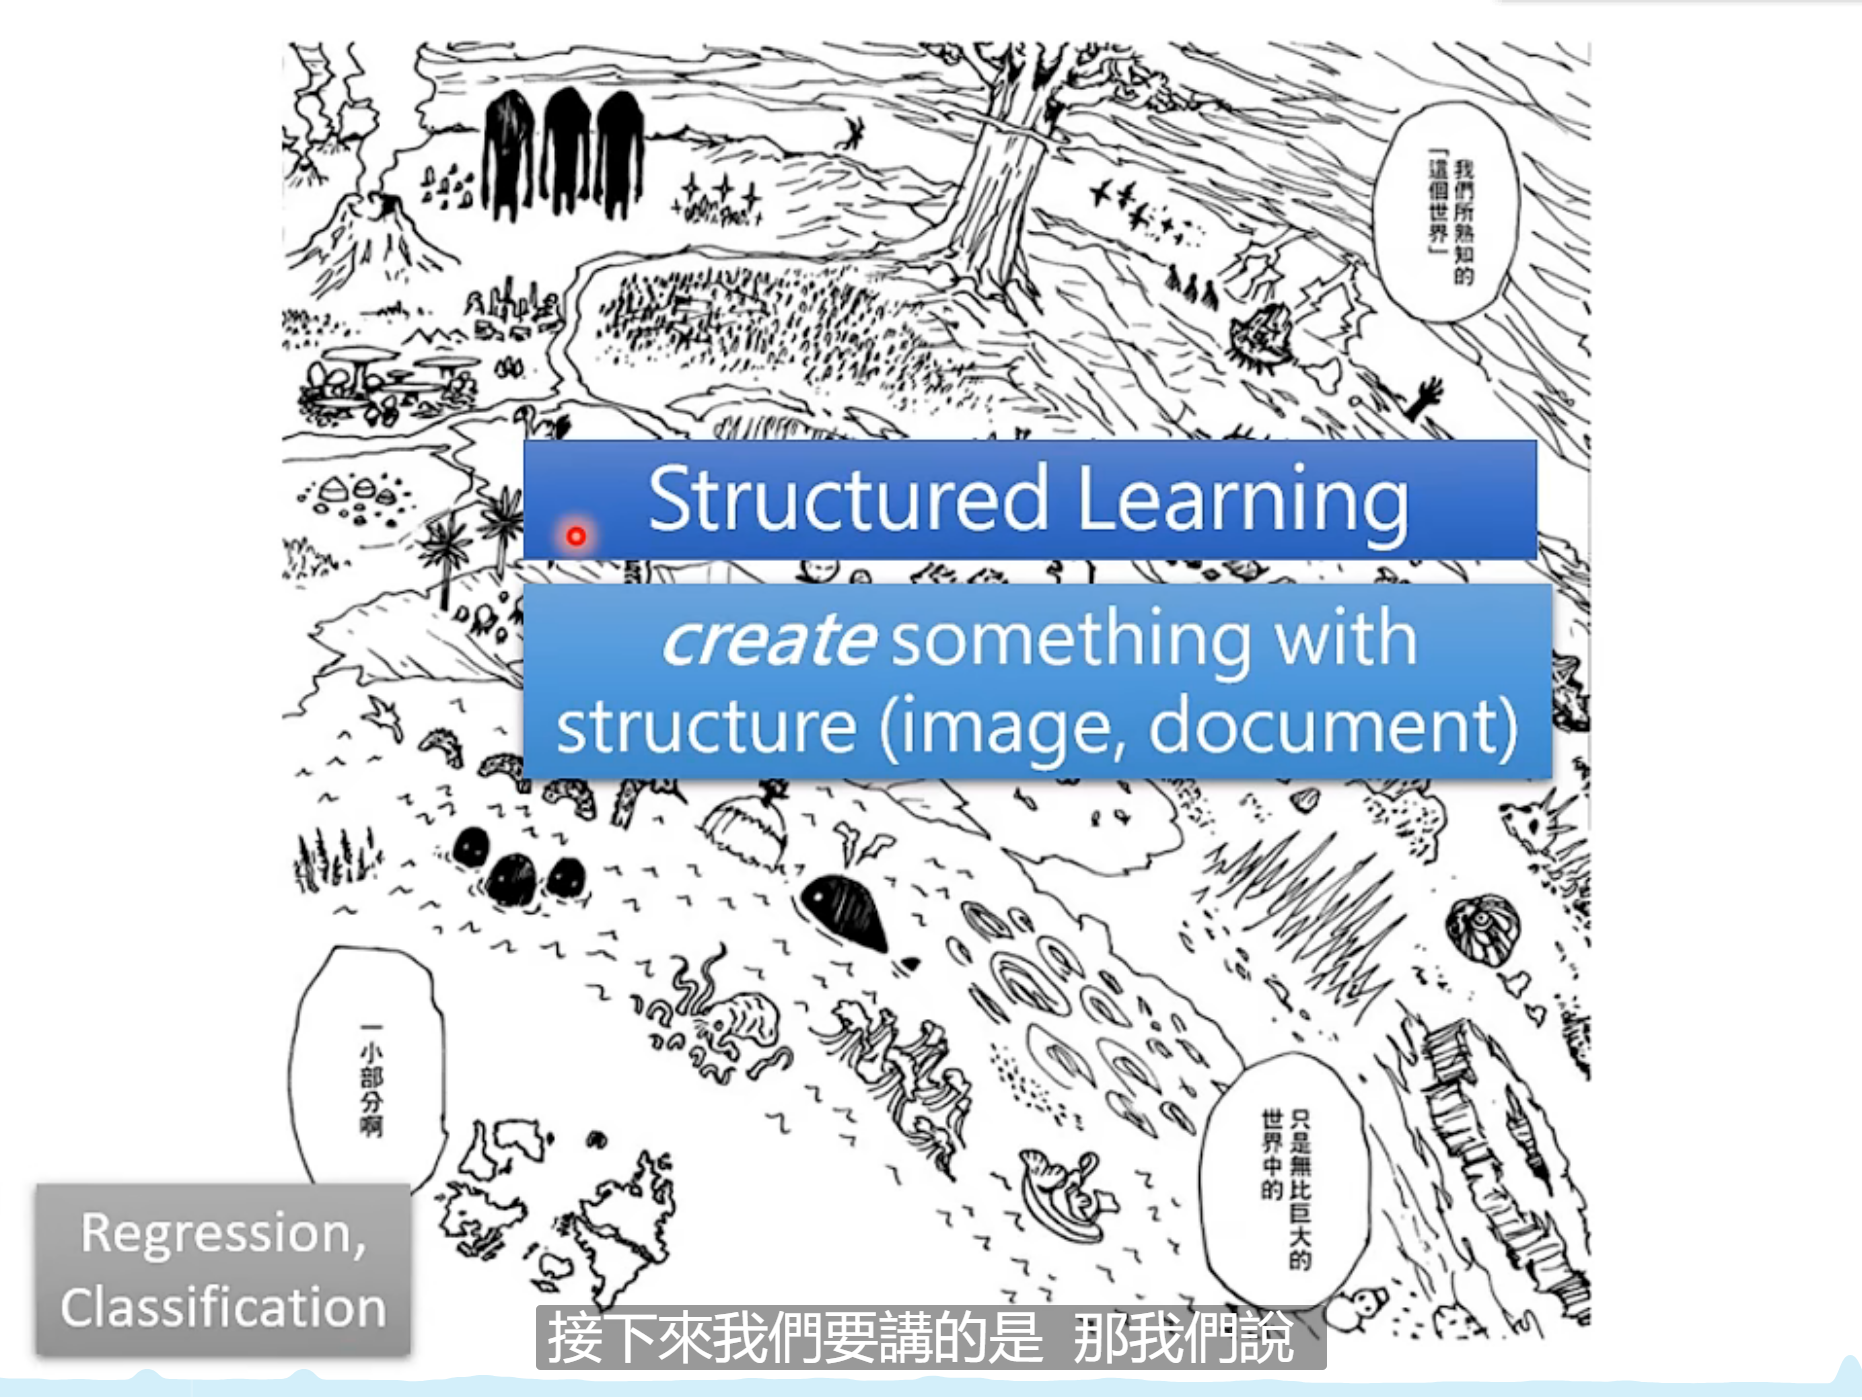 我們所熟知的
「這個世界」
Structured Learning
create something with
structure (image, document)
一小部分啊
只是無比巨大的
世界中的
Regression,
Classification
接下來我們要講的是 那我們說